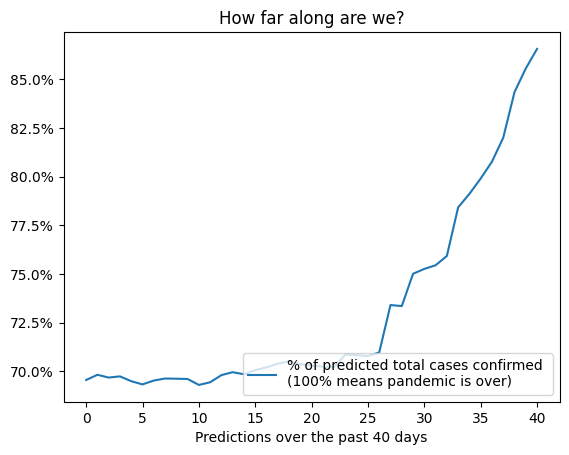 How far along are we?
85.0%
82.5%
80.0%
77.5%
75.0%
72.5%
70.0%
% of predicted total cases confirmed
(100% means pandemic is over)
0 5 10 15 20 25 30 35 40
Predictions over the past 40 days